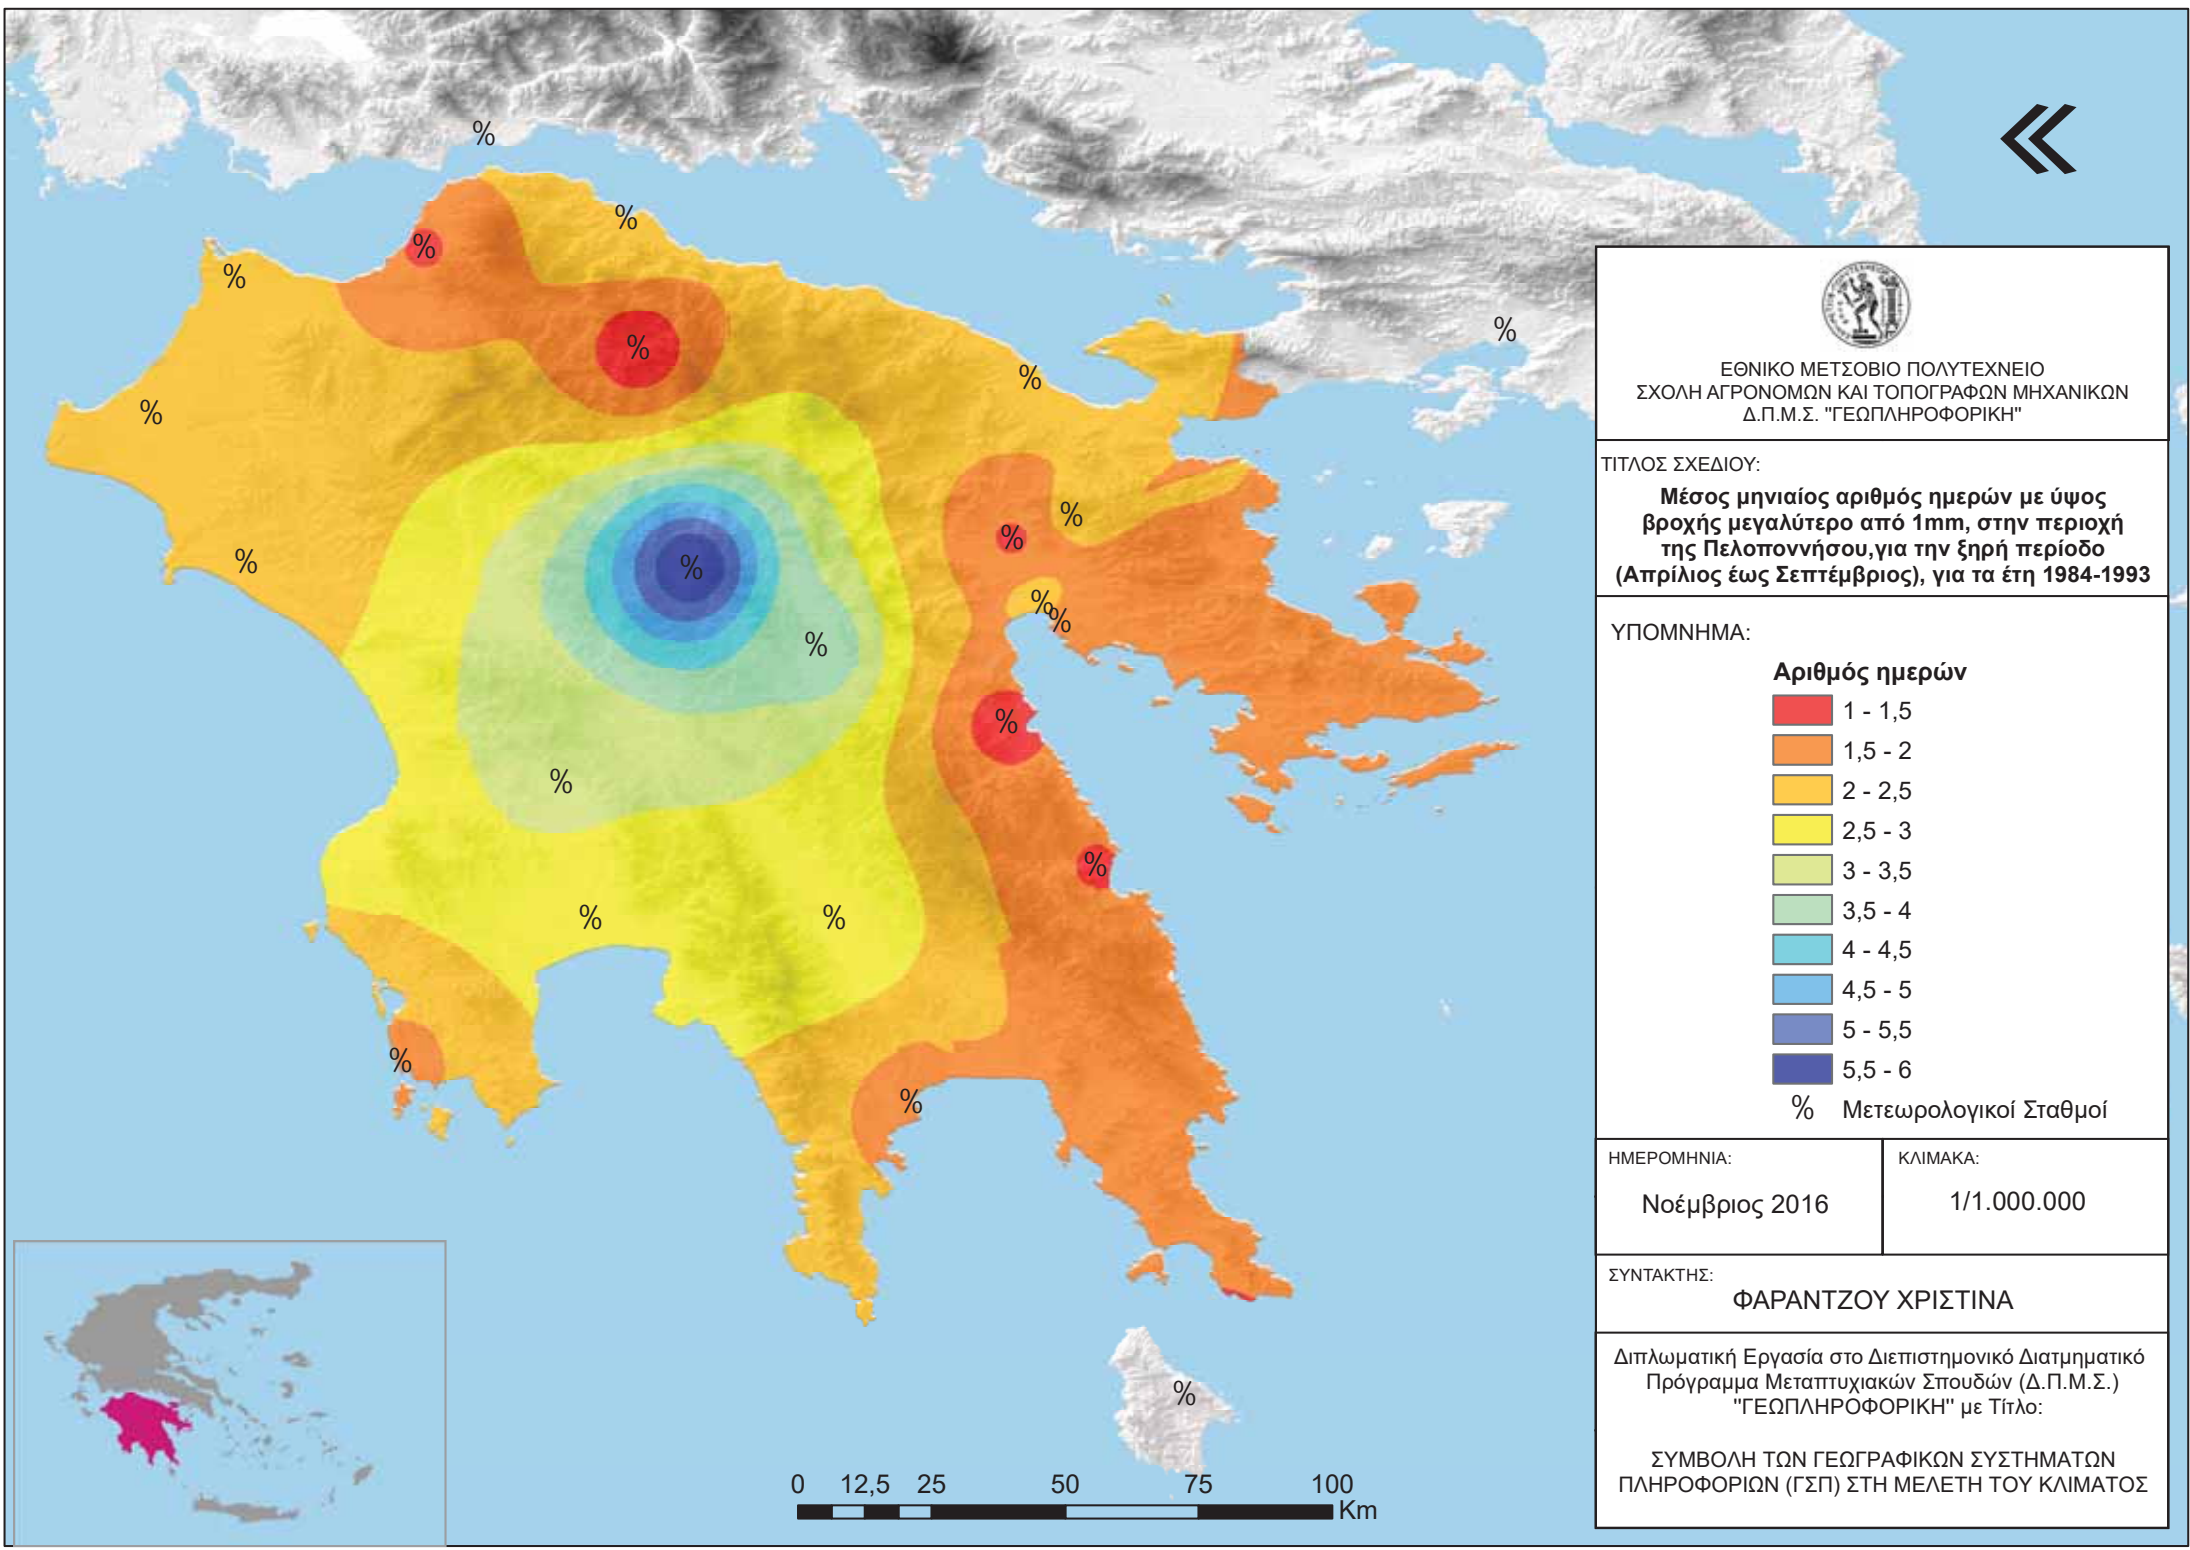 ΕΘΝΙΚΟ ΜΕΤΣΟΒΙΟ ΠΟΛΥΤΕΧΝΕΙΟ
ΣΧΟΛΗ ΑΓΡΟΝΟΜΩΝ ΚΑΙ ΤΟΠΟΓΡΑΦΩΝ ΜΗΧΑΝΙΚΩΝ
Δ.Π.Μ.Σ. "ΓΕΩΠΛΗΡΟΦΟΡΙΚΗ"
ΤΙΤΛΟΣ ΣΧΕΔΙΟΥ:
Μέσος μηνιαίος αριθμός ημερών με ύψος
βροχής μεγαλύτερο από 1mm, στην περιοχή
της Πελοποννήσου,για την ξηρή περίοδο
(Απρίλιος έως Σεπτέμβριος), για τα έτη 1984-1993
ΥΠΟΜΝΗΜΑ:
Αριθμός ημερών
1 - 1,5
1,5 - 2
2 - 2,5
2,5 - 3
3 - 3,5
3,5 - 4
4 - 4,5
4,5 - 5
5 - 5,5
5,5 - 6
% Μετεωρολογικοί Σταθμοί
ΗΜΕΡΟΜΗΝΙΑ:
Νοέμβριος 2016
ΚΛΙΜΑΚΑ:
1/1.000.000
ΣΥΝΤΑΚΤΗΣ:
ΦΑΡΑΝΤΖΟΥ ΧΡΙΣΤΙΝΑ
Διπλωματική Εργασία στο Διεπιστημονικό Διατμηματικό
Πρόγραμμα Μεταπτυχιακών Σπουδών (Δ.Π.Μ.Σ.)
"ΓΕΩΠΛΗΡΟΦΟΡΙΚΗ" με Τίτλο:
ΣΥΜΒΟΛΗ ΤΩΝ ΓΕΩΓΡΑΦΙΚΩΝ ΣΥΣΤΗΜΑΤΩΝ
ΠΛΗΡΟΦΟΡΙΩΝ (ΓΣΠ) ΣΤΗ ΜΕΛΕΤΗ ΤΟΥ ΚΛΙΜΑΤΟΣ
0 12,5 25 50 75 100
Km